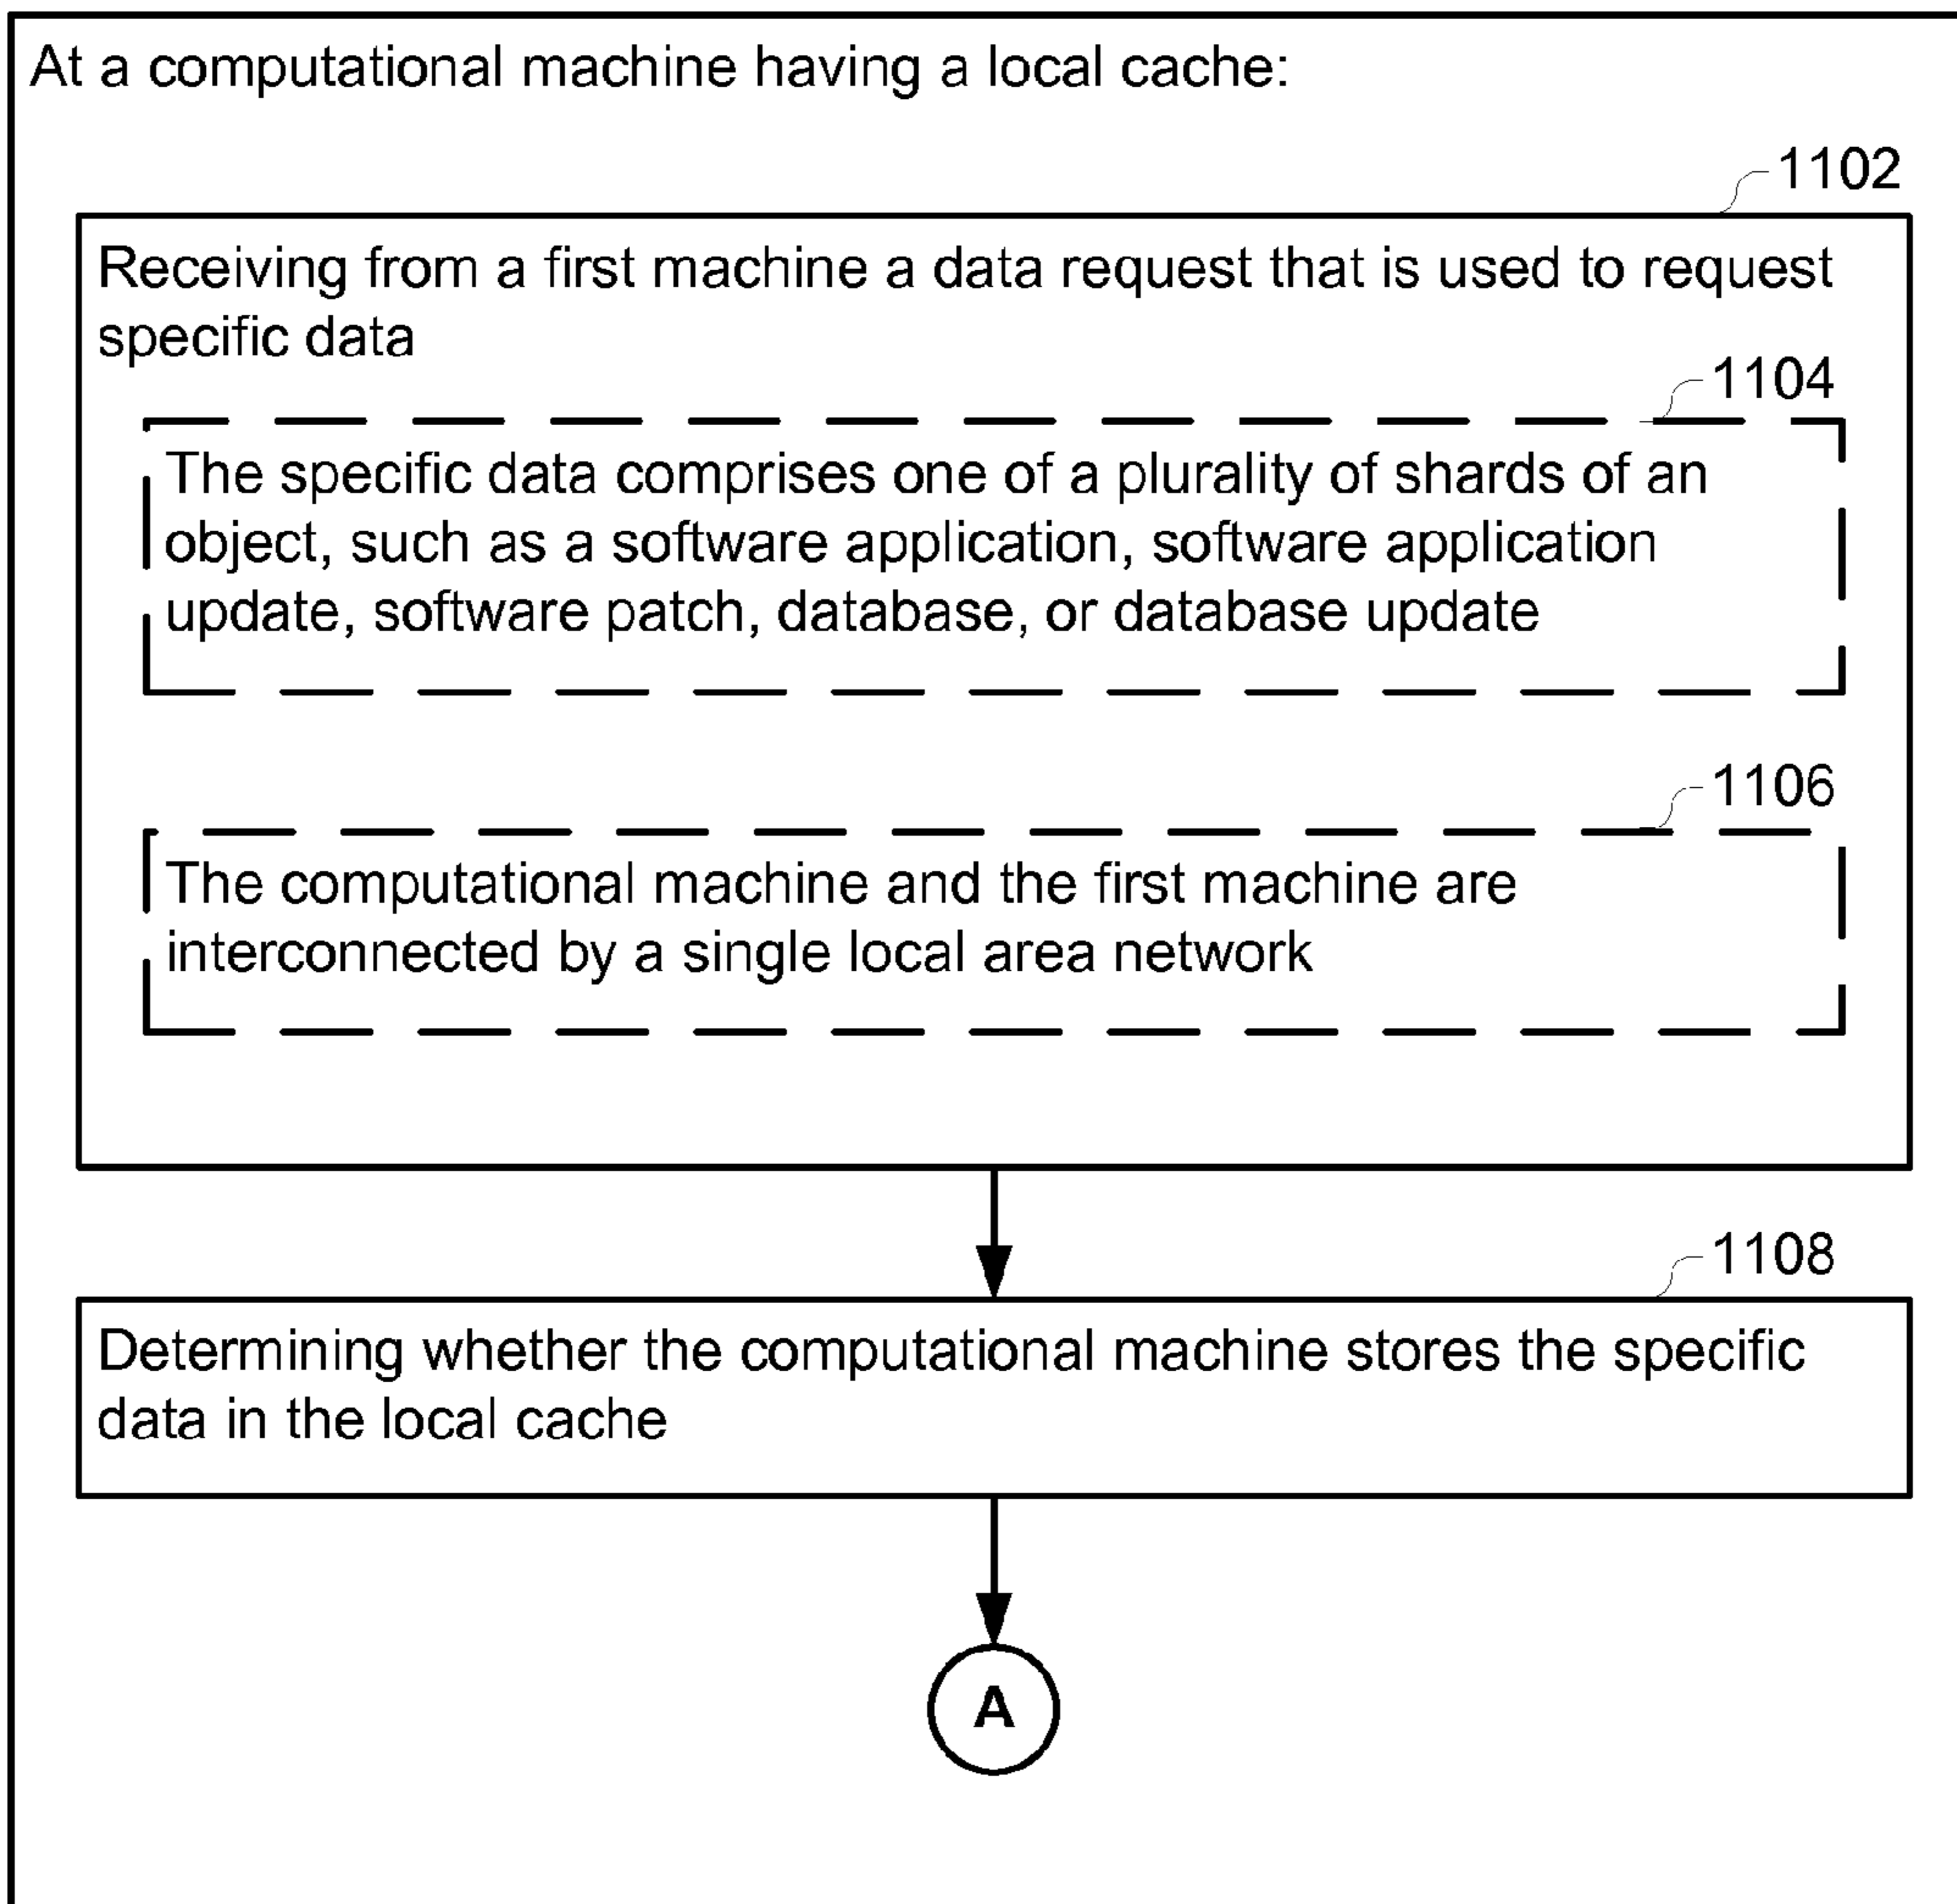 At a computational machine having a local cache:
1102
Receiving from a first machine a data request that is used to request
specific data
1104
The specific data comprises one of a plurality of shards of an
object, such as a software application, software application
update, software patch, database, or database update
1106
The computational machine and the first machine are
interconnected by a single local area network
1108
Determining whether the computational machine stores the specific
data in the local cache
A